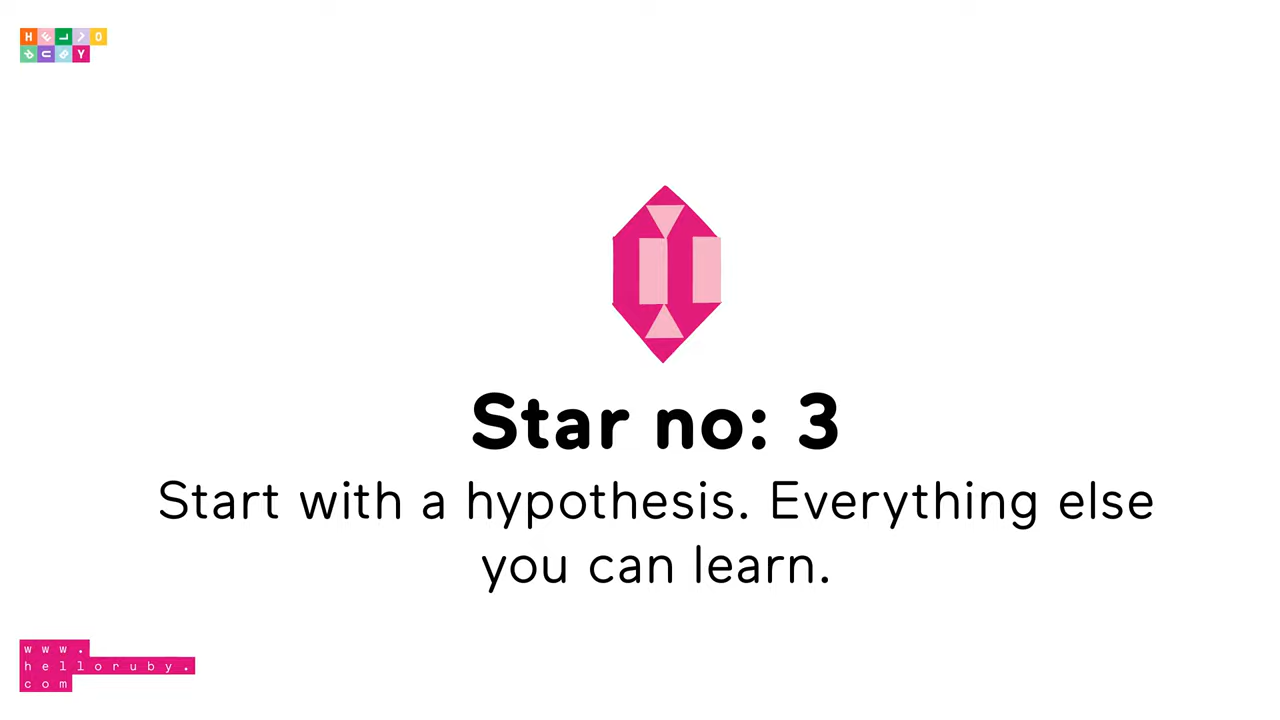 HELLO
RUBY
Star no: 3
Start with a hypothesis. Everything else
you can learn.
www.
helloruby.
com